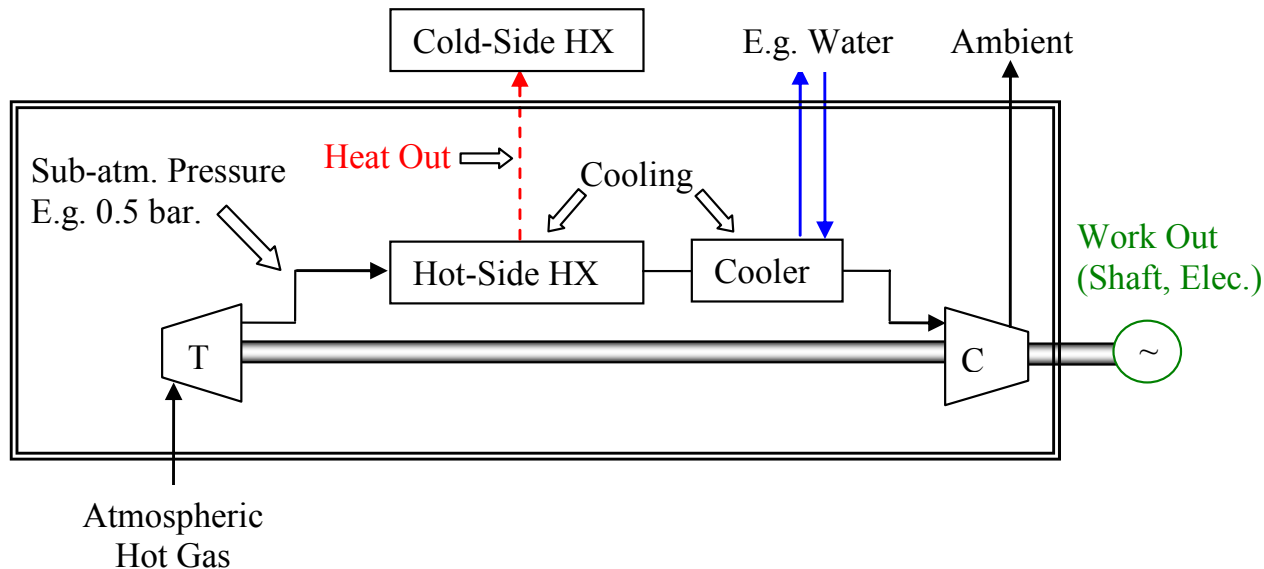 Cold-Side HX
E.g. Water
Ambient
Heat Out
Sub-atm. Pressure
E.g. 0.5 bar.
Cooling
Hot-Side HX
Cooler
Work Out
(Shaft, Elec.)
T
C
~
Atmospheric
Hot Gas